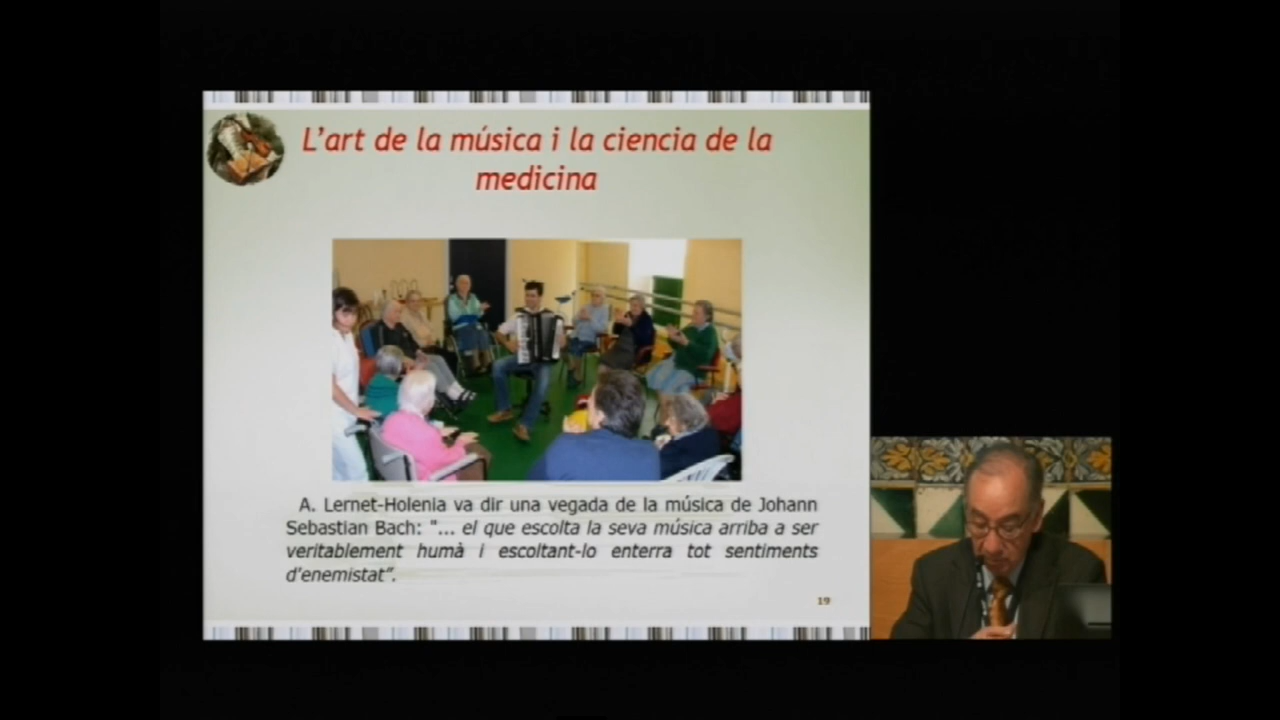 L’art de la música i la ciencia de la
medicina
A. Lernet-Holenia va dir una vegada de la música de Johann
Sebastian Bach: "... el que escolta la seva música arriba a ser
veritablement humà i escoltant-lo enterra tot sentiments
d'enemistat”.
19